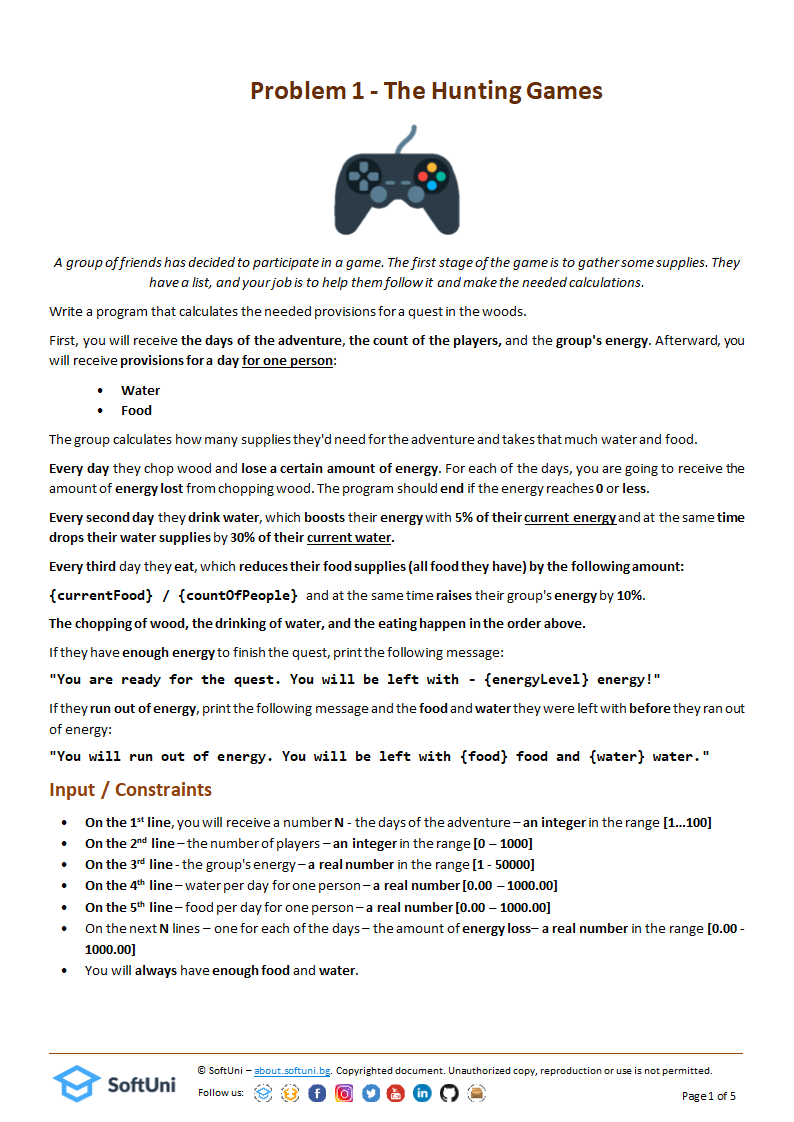 Problem 1 - The Hunting Games
A group of friends has decided to participate in a game. The first stage of the game is to gather some supplies. They
have a list, and your job is to help them follow it and make the needed calculations.
Write a program that calculates the needed provisions for a quest in the woods.
First, you will receive the days of the adventure, the count of the players, and the group's energy. Afterward, you
will receive provisions for a day for one person:
• Water
• Food
The group calculates how many supplies they'd need for the adventure and takes that much water and food.
Every day they chop wood and lose a certain amount of energy. For each of the days, you are going to receive the
amount of energy lost from chopping wood. The program should end if the energy reaches 0 or less.
Every second day they drink water, which boosts their energy with 5% of their current energy and at the same time
drops their water supplies by 30% of their current water.
Every third day they eat, which reduces their food supplies (all food they have) by the following amount:
{currentFood} / {countOfPeople} and at the same time raises their group's energy by 10%.
The chopping of wood, the drinking of water, and the eating happen in the order above.
If they have enough energy to finish the quest, print the following message:
"You are ready for the quest. You will be left with - {energyLevel} energy!"
If they run out of energy, print the following message and the food and water they were left with before they ran out
of energy:
"You will run out of energy. You will be left with {food} food and {water} water."
Input / Constraints
• On the 1st line, you will receive a number N - the days of the adventure – an integer in the range [1…100]
• On the 2nd line – the number of players – an integer in the range [0 – 1000]
• On the 3rd line - the group's energy – a real number in the range [1 - 50000]
• On the 4th line – water per day for one person – a real number [0.00 – 1000.00]
• On the 5th line – food per day for one person – a real number [0.00 – 1000.00]
• On the next N lines – one for each of the days – the amount of energy loss– a real number in the range [0.00 -
1000.00]
• You will always have enough food and water.
SoftUni
© SoftUni – about.softuni.bg. Copyrighted document. Unauthorized copy, reproduction or use is not permitted.
Follow us:
Page 1 of 5